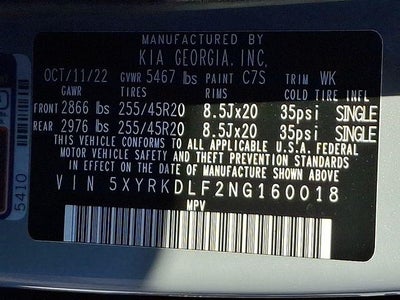 MANUFACTURED BY
KIA GEORGIA, INC.
OCT/11/22 GVWR 5467 lbs PAINT C7S TRIM WK
GAWR TIRES RIMS COLD TIRE INFL
FRONT 2866 lbs 255/45R20 8.5Jx20 35psi SINGLE
REAR 2976 lbs 255/45R20 8.5Jx20 35psi SINGLE
THIS VEHICLE CONFORMS TO ALL APPLICABLE U.S.A. FEDERAL
MOTOR VEHICLE SAFETY AND THEFT PREVENTION STANDARDS
IN EFFECT ON THE DATE OF MANUFACTURE SHOWN ABOVE.
VIN 5XYRKDLF2NG160018
MPV
5410